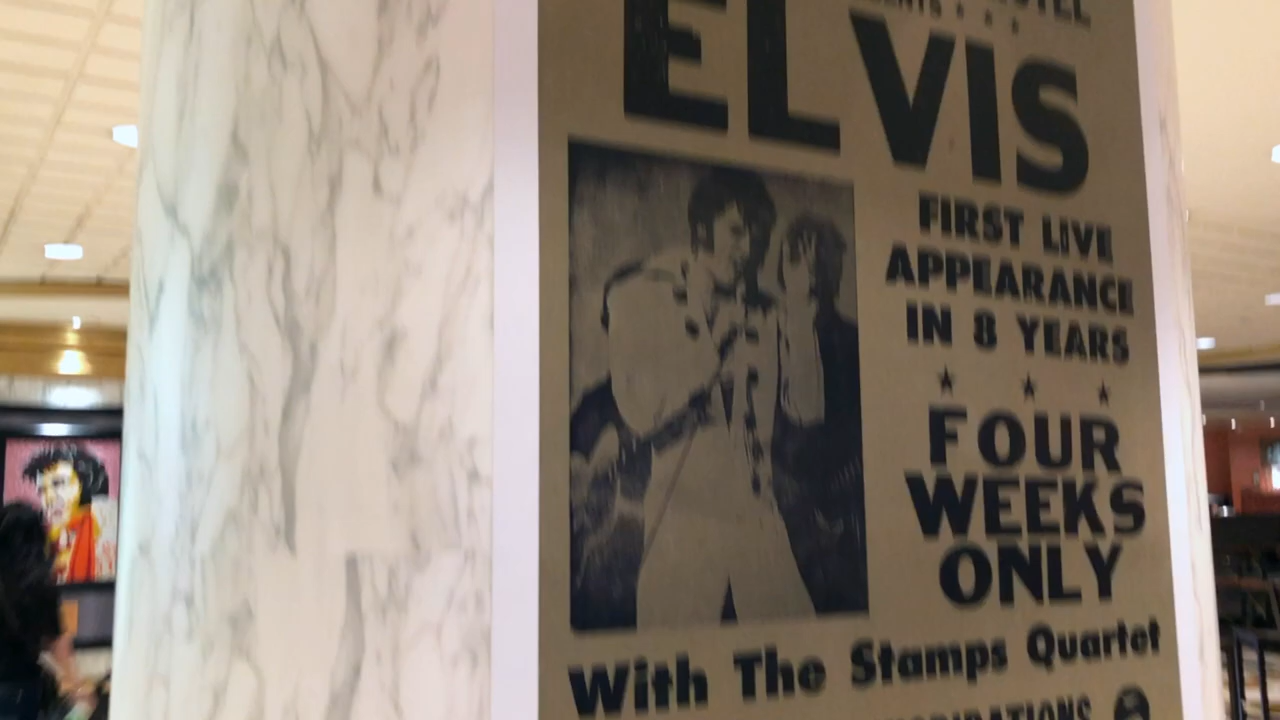 ELVIS
FIRST LIVE
APPEARANCE
IN 8 YEARS
FOUR
WEEKS
ONLY
With The Stamps Quartet